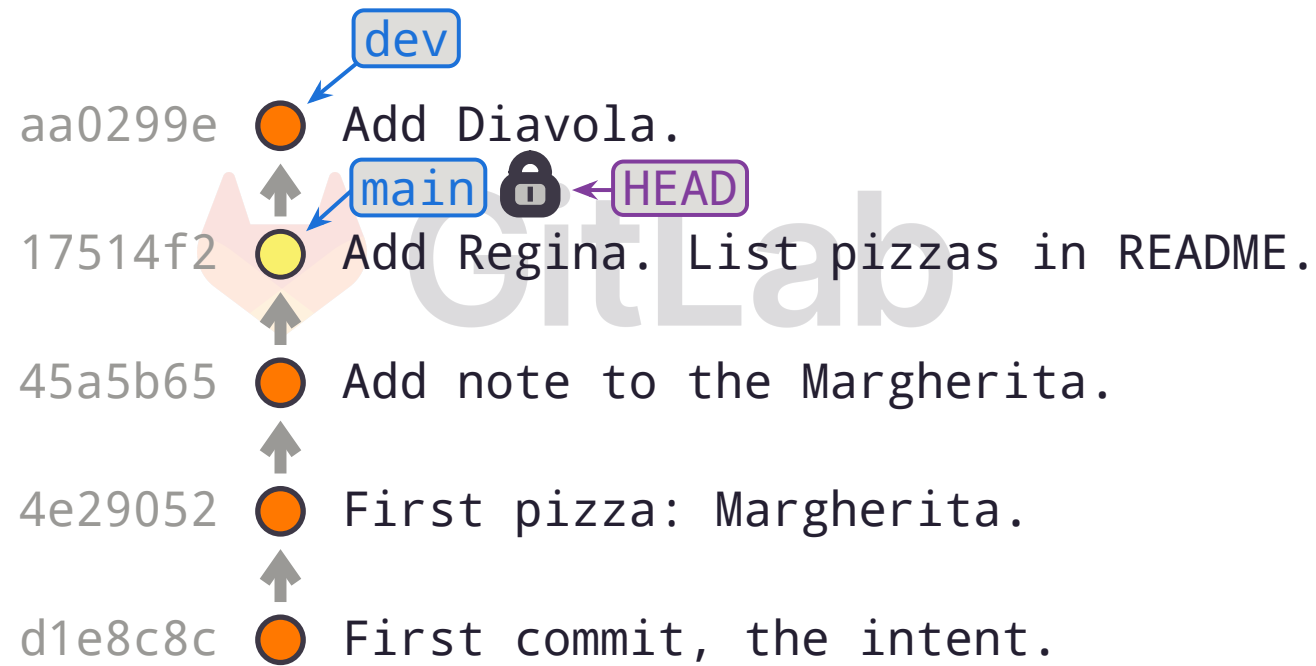 dev
aa0299e Add Diavola.
main HEAD
17514f2 Add Regina. List pizzas in README.
GitLab
45a5b65 Add note to the Margherita.
4e29052 First pizza: Margherita.
d1e8c8c First commit, the intent.